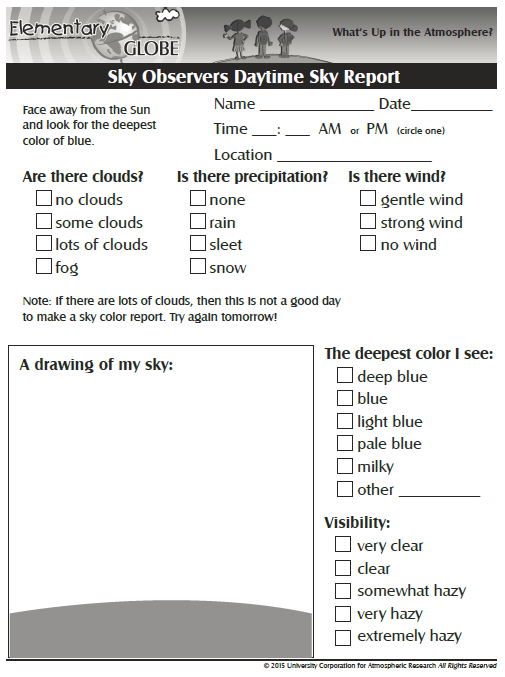 Elementary
GLOBE
What's Up in the Atmosphere?
Sky Observers Daytime Sky Report
Face away from the Sun
and look for the deepest
color of blue.
Name _______________ Date__________
Time ___: ___ AM or PM (circle one)
Location ____________________
Are there clouds?
no clouds
some clouds
lots of clouds
fog
Is there precipitation?
none
rain
sleet
snow
Is there wind?
gentle wind
strong wind
no wind
Note: If there are lots of clouds, then this is not a good day
to make a sky color report. Try again tomorrow!
A drawing of my sky:
The deepest color I see:
deep blue
blue
light blue
pale blue
milky
other __________
Visibility:
very clear
clear
somewhat hazy
very hazy
extremely hazy
© 2015 University Corporation for Atmospheric Research All Rights Reserved